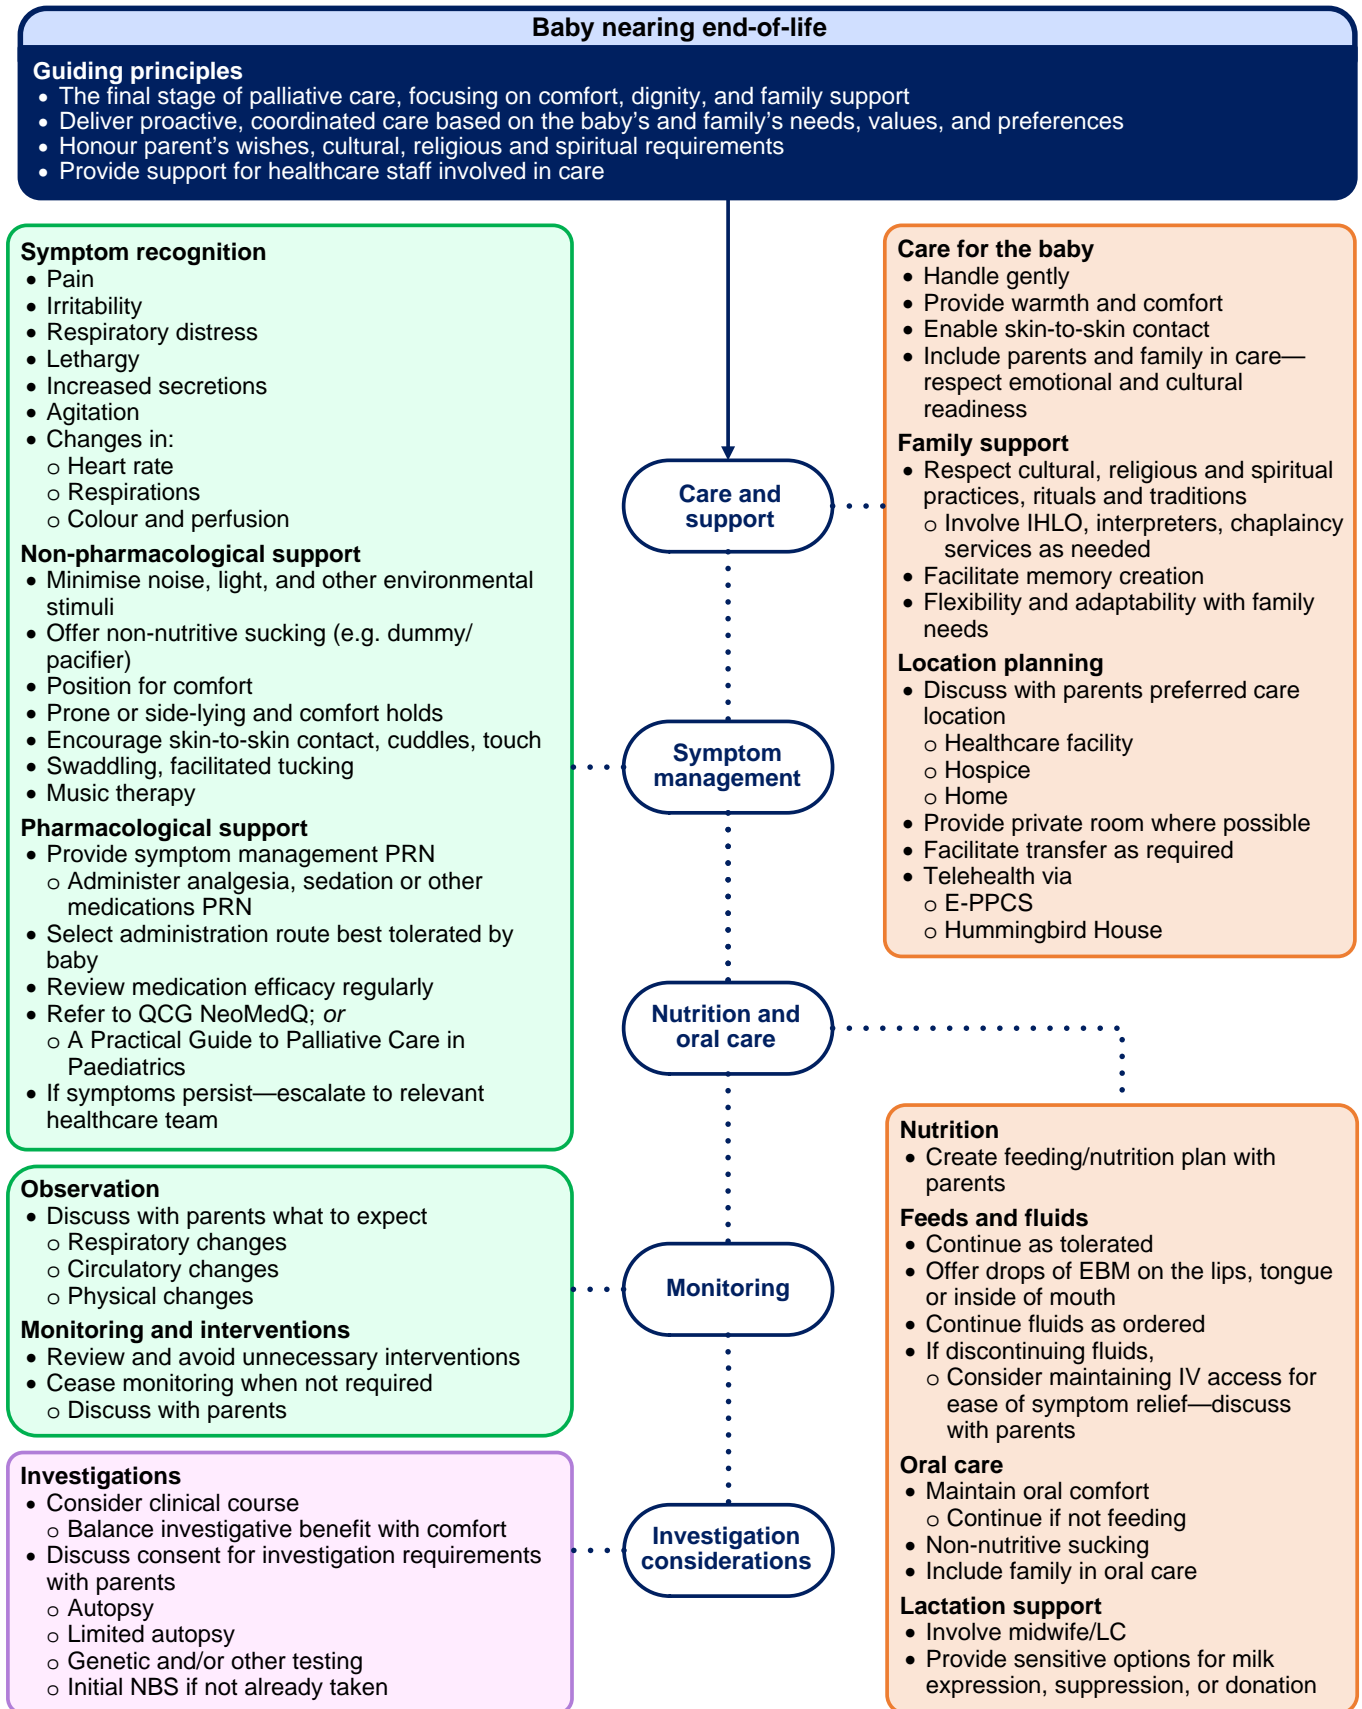 Baby nearing end-of-life
Guiding principles
• The final stage of palliative care, focusing on comfort, dignity, and family support
• Deliver proactive, coordinated care based on the baby's and family's needs, values, and preferences
• Honour parent's wishes, cultural, religious and spiritual requirements
• Provide support for healthcare staff involved in care
Symptom recognition
• Pain
• Irritability
• Respiratory distress
• Lethargy
• Increased secretions
• Agitation
• Changes in:
o Heart rate
o Respirations
o Colour and perfusion
Non-pharmacological support
• Minimise noise, light, and other environmental
stimuli
• Offer non-nutritive sucking (e.g. dummy/
pacifier)
• Position for comfort
• Prone or side-lying and comfort holds
• Encourage skin-to-skin contact, cuddles, touch
• Swaddling, facilitated tucking
• Music therapy
Pharmacological support
• Provide symptom management PRN
o Administer analgesia, sedation or other
medications PRN
• Select administration route best tolerated by
baby
• Review medication efficacy regularly
• Refer to QCG NeoMedQ; or
o A Practical Guide to Palliative Care in
Paediatrics
• If symptoms persist—escalate to relevant
healthcare team
Observation
• Discuss with parents what to expect
o Respiratory changes
o Circulatory changes
o Physical changes
Monitoring and interventions
• Review and avoid unnecessary interventions
• Cease monitoring when not required
o Discuss with parents
Investigations
• Consider clinical course
o Balance investigative benefit with comfort
• Discuss consent for investigation requirements
with parents
o Autopsy
o Limited autopsy
o Genetic and/or other testing
o Initial NBS if not already taken
Care and
support
Symptom
management
Nutrition and
oral care
Monitoring
Investigation
considerations
Care for the baby
• Handle gently
• Provide warmth and comfort
• Enable skin-to-skin contact
• Include parents and family in care—
respect emotional and cultural
readiness
Family support
• Respect cultural, religious and spiritual
practices, rituals and traditions
o Involve IHLO, interpreters, chaplaincy
services as needed
• Facilitate memory creation
• Flexibility and adaptability with family
needs
Location planning
• Discuss with parents preferred care
location
o Healthcare facility
o Hospice
o Home
• Provide private room where possible
• Facilitate transfer as required
• Telehealth via
o E-PPCS
o Hummingbird House
Nutrition
• Create feeding/nutrition plan with
parents
Feeds and fluids
• Continue as tolerated
• Offer drops of EBM on the lips, tongue
or inside of mouth
• Continue fluids as ordered
• If discontinuing fluids,
o Consider maintaining IV access for
ease of symptom relief—discuss
with parents
Oral care
• Maintain oral comfort
o Continue if not feeding
• Non-nutritive sucking
• Include family in oral care
Lactation support
• Involve midwife/LC
• Provide sensitive options for milk
expression, suppression, or donation